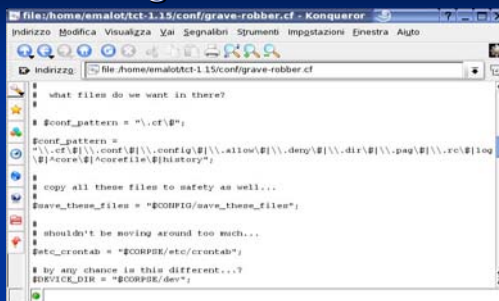 file:/home/emalot/tct-1.15/conf/grave-robber.cf - Konqueror
Indirizzo Modifica Visualizza Vai Segnalibri Strumenti Impostazioni Finestra Aiuto
Indirizzo file:/home/emalot/tct-1.15/conf/grave-robber.cf
#
# what files do we want in there?
#
# $conf_pattern = "\.cf\$";
$conf_pattern =
"\\.cf\$|\\.conf\$|\\.config\$|\\.allow\$|\\.deny\$|\\.dir\$|\\.pag\$|\\.rc\$|log
\$|^core\$|^corefile\$|history";
#
# copy all these files to safety as well...
#
$save_these_files = "$CONFIG/save_these_files";
#
# shouldn't be moving around too much...
#
$etc_crontab = "$CORPSE/etc/crontab";
#
# by any chance is this different...?
$DEVICE_DIR = "$CORPSE/dev";